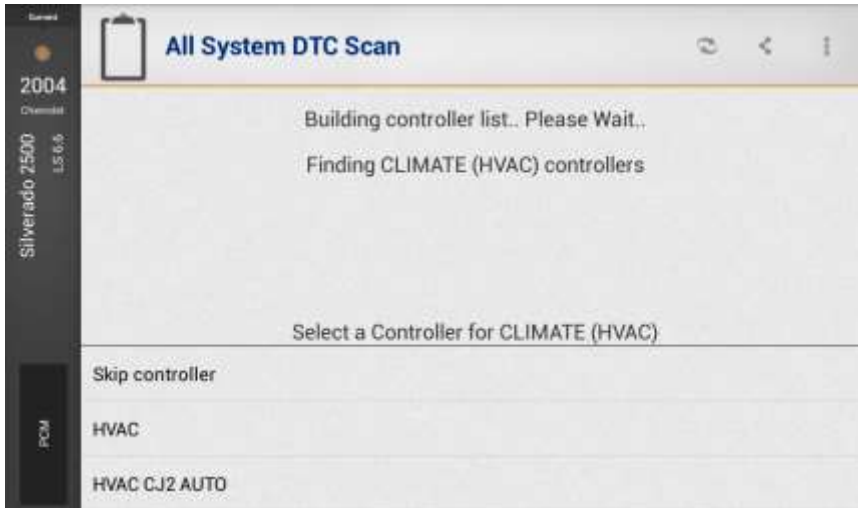 Current
2004
Chevrolet
Silverado 2500
LS 6.6
PCM
All System DTC Scan
Building controller list.. Please Wait..
Finding CLIMATE (HVAC) controllers
Select a Controller for CLIMATE (HVAC)
Skip controller
HVAC
HVAC CJ2 AUTO